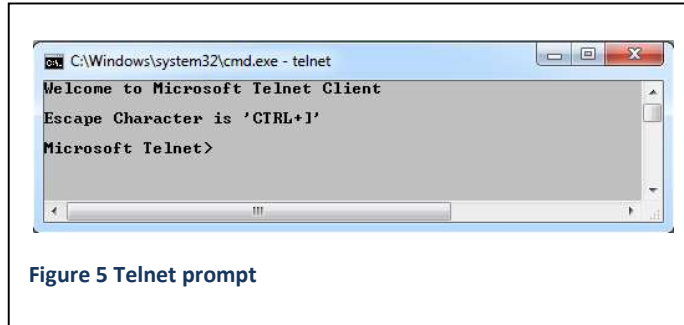 C:\Windows\system32\cmd.exe - telnet
Welcome to Microsoft Telnet Client
Escape Character is 'CTRL+]'
Microsoft Telnet>
Figure 5 Telnet prompt